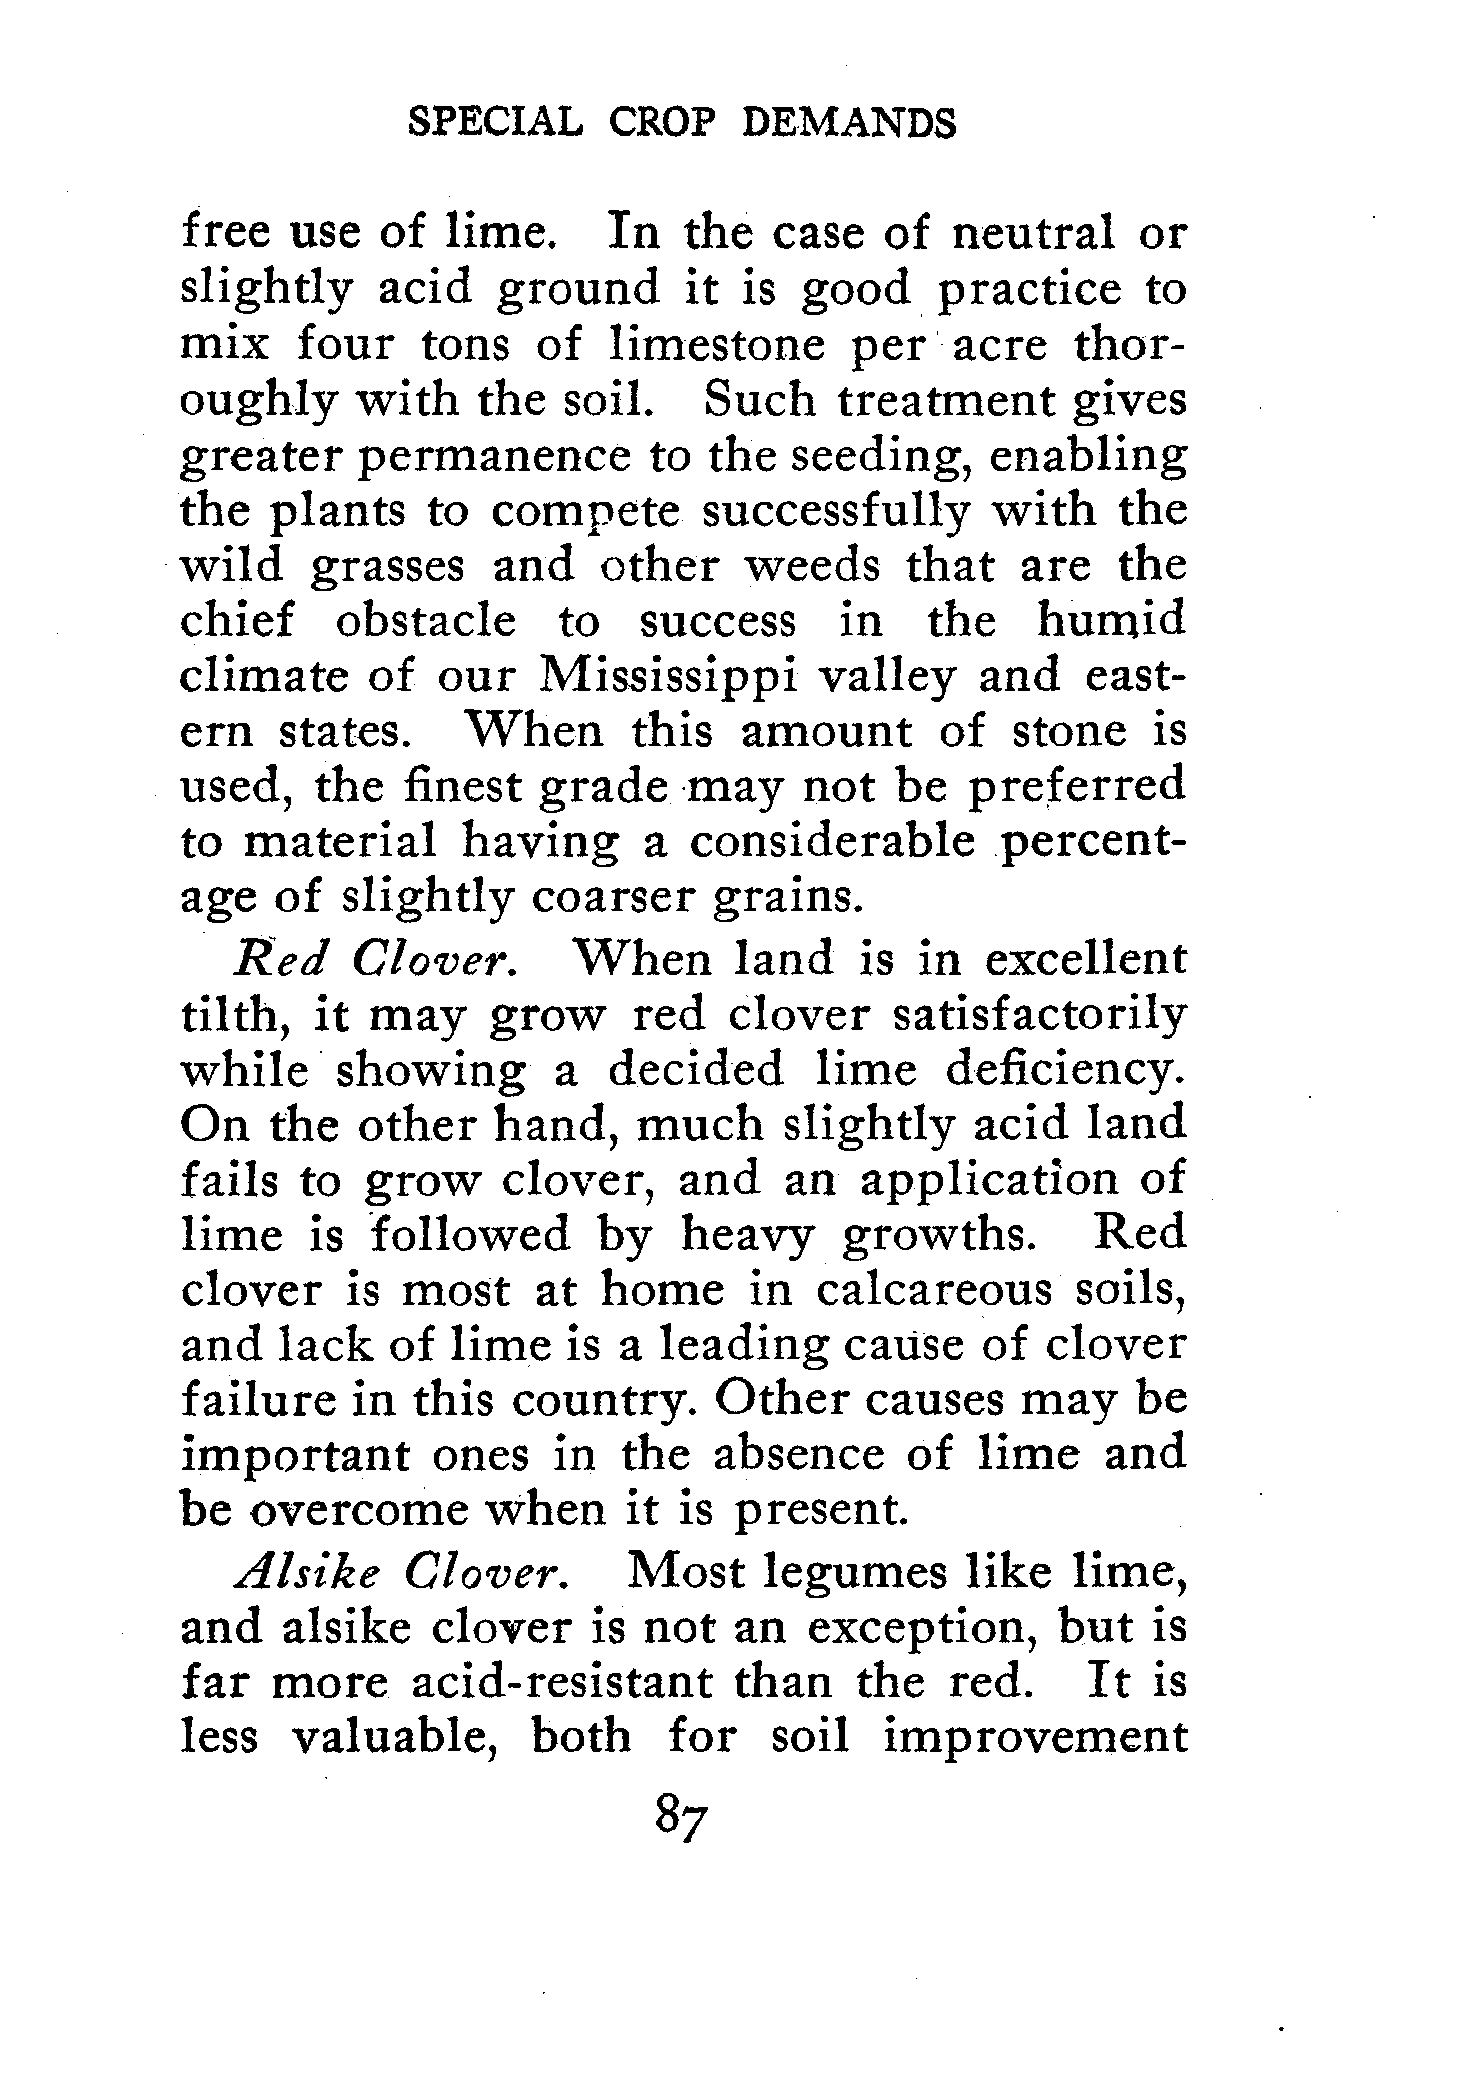 SPECIAL CROP DEMANDS
free use of lime. In the case of neutral or
slightly acid ground it is good practice to
mix four tons of limestone per acre thor-
oughly with the soil. Such treatment gives
greater permanence to the seeding, enabling
the plants to compete successfully with the
wild grasses and other weeds that are the
chief obstacle to success in the humid
climate of our Mississippi valley and east-
ern states. When this amount of stone is
used, the finest grade may not be preferred
to material having a considerable percent-
age of slightly coarser grains.
Red Clover. When land is in excellent
tilth, it may grow red clover satisfactorily
while showing a decided lime deficiency.
On the other hand, much slightly acid land
fails to grow clover, and an application of
lime is followed by heavy growths. Red
clover is most at home in calcareous soils,
and lack of lime is a leading cause of clover
failure in this country. Other causes may be
important ones in the absence of lime and
be overcome when it is present.
Alsike Clover. Most legumes like lime,
and alsike clover is not an exception, but is
far more acid-resistant than the red. It is
less valuable, both for soil improvement
87